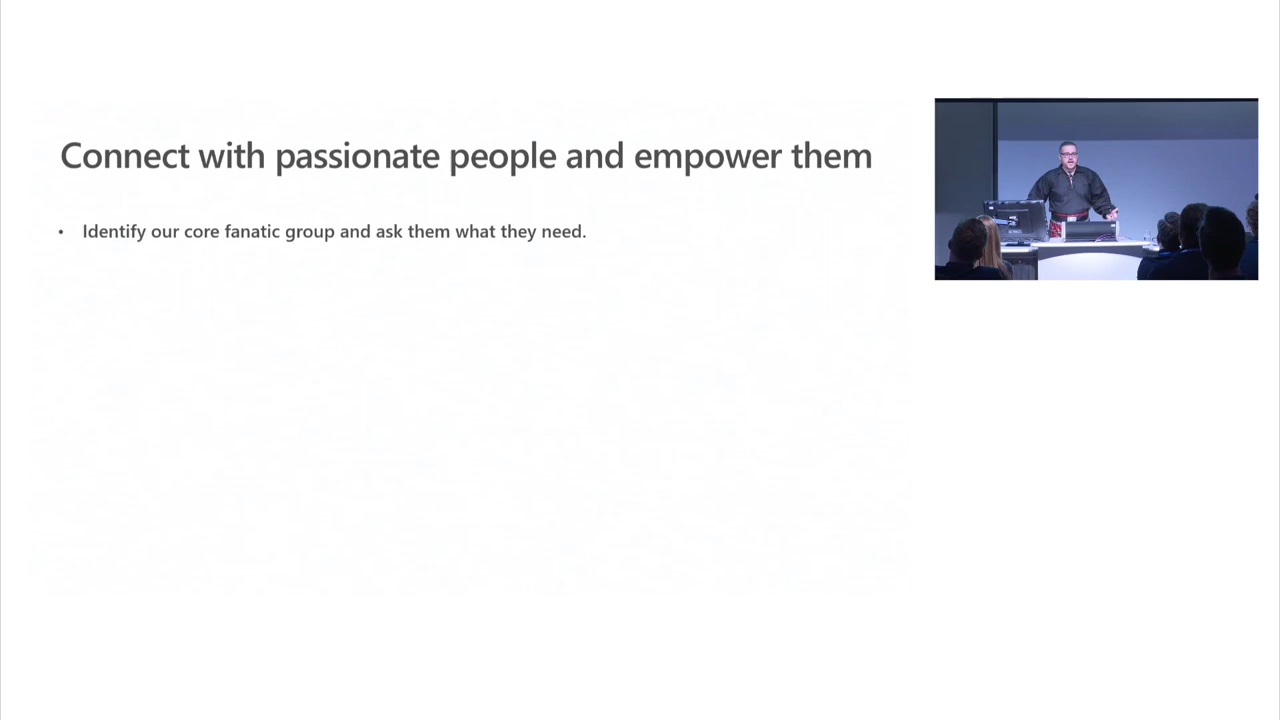 Connect with passionate people and empower them
• Identify our core fanatic group and ask them what they need.